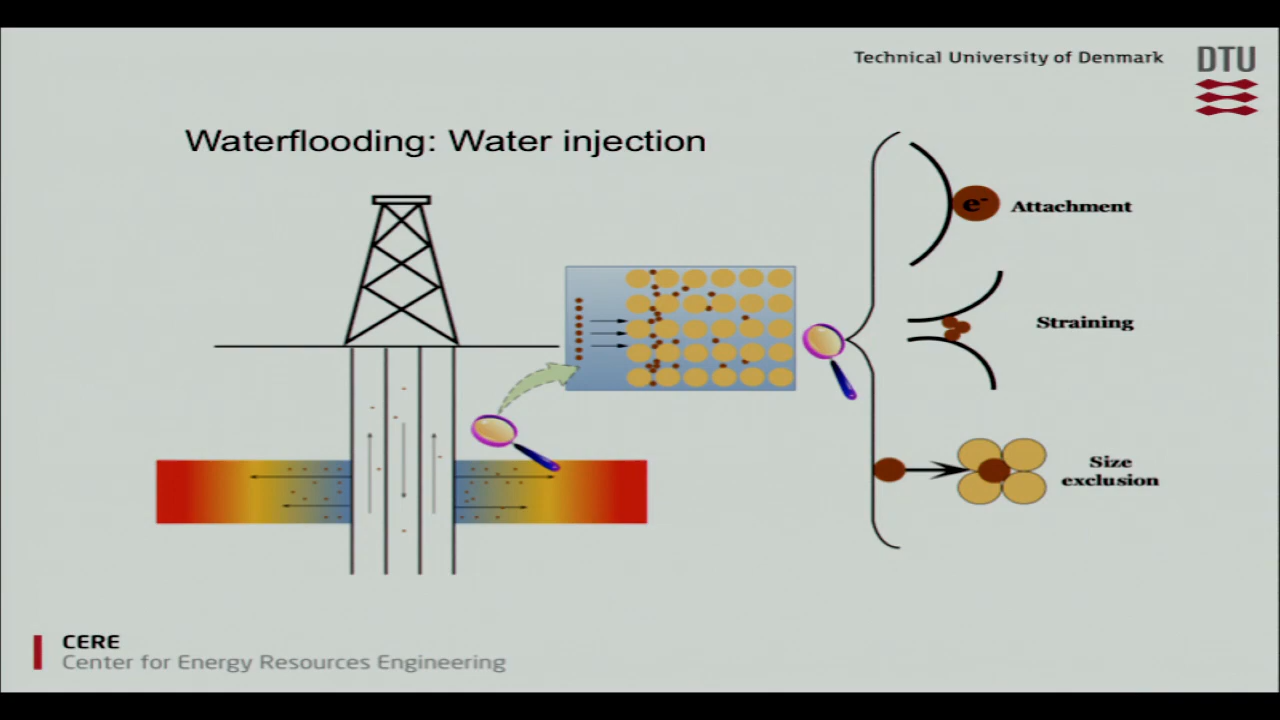 Technical University of Denmark
DTU
Waterflooding: Water injection
e-
Attachment
Straining
Size
exclusion
CERE
Center for Energy Resources Engineering